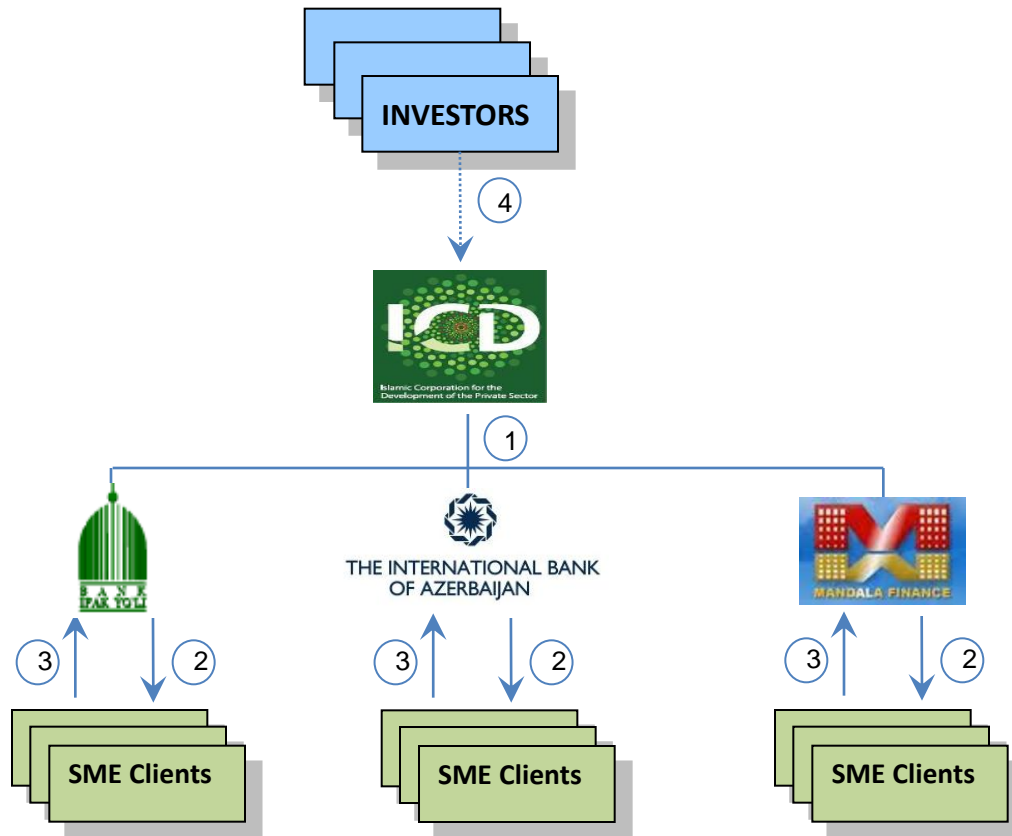 INVESTORS
4
ICD
Islamic Corporation for the
Development of the Private Sector
1
BANK
IPAK YO'LI
THE INTERNATIONAL BANK
OF AZERBAIJAN
MANDALA FINANCE
3
2
3
2
3
2
SME Clients
SME Clients
SME Clients